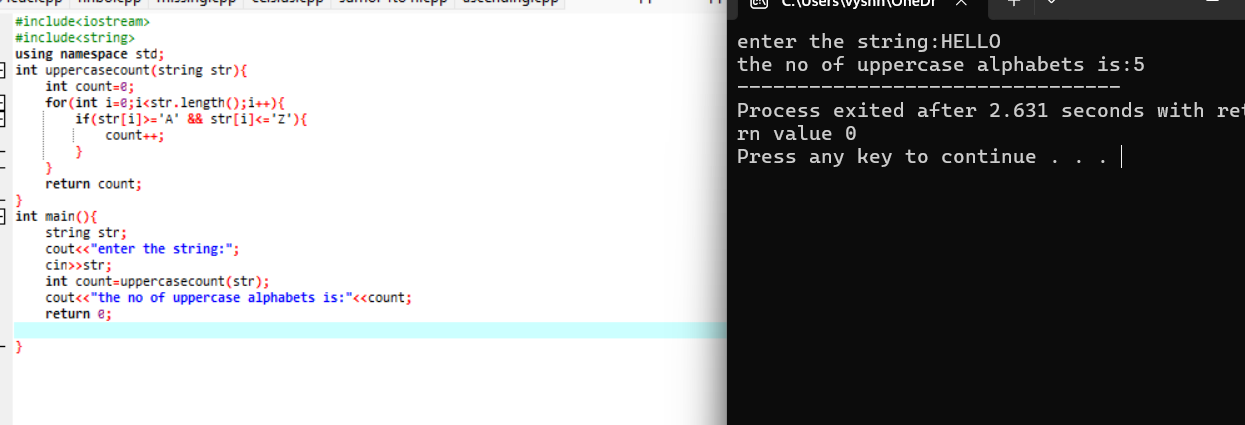 #include<iostream>
#include<string>
using namespace std;
int uppercasecount(string str){
int count=0;
for(int i=0;i<str.length();i++){
if(str[i]>='A' && str[i]<='Z'){
count++;
}
}
return count;
}
int main(){
string str;
cout<<"enter the string:";
cin>>str;
int count=uppercasecount(str);
cout<<"the no of uppercase alphabets is:"<<count;
return 0;
}
enter the string:HELLO
the no of uppercase alphabets is:5
--------------------------------
Process exited after 2.631 seconds with ret
rn value 0
Press any key to continue . . .